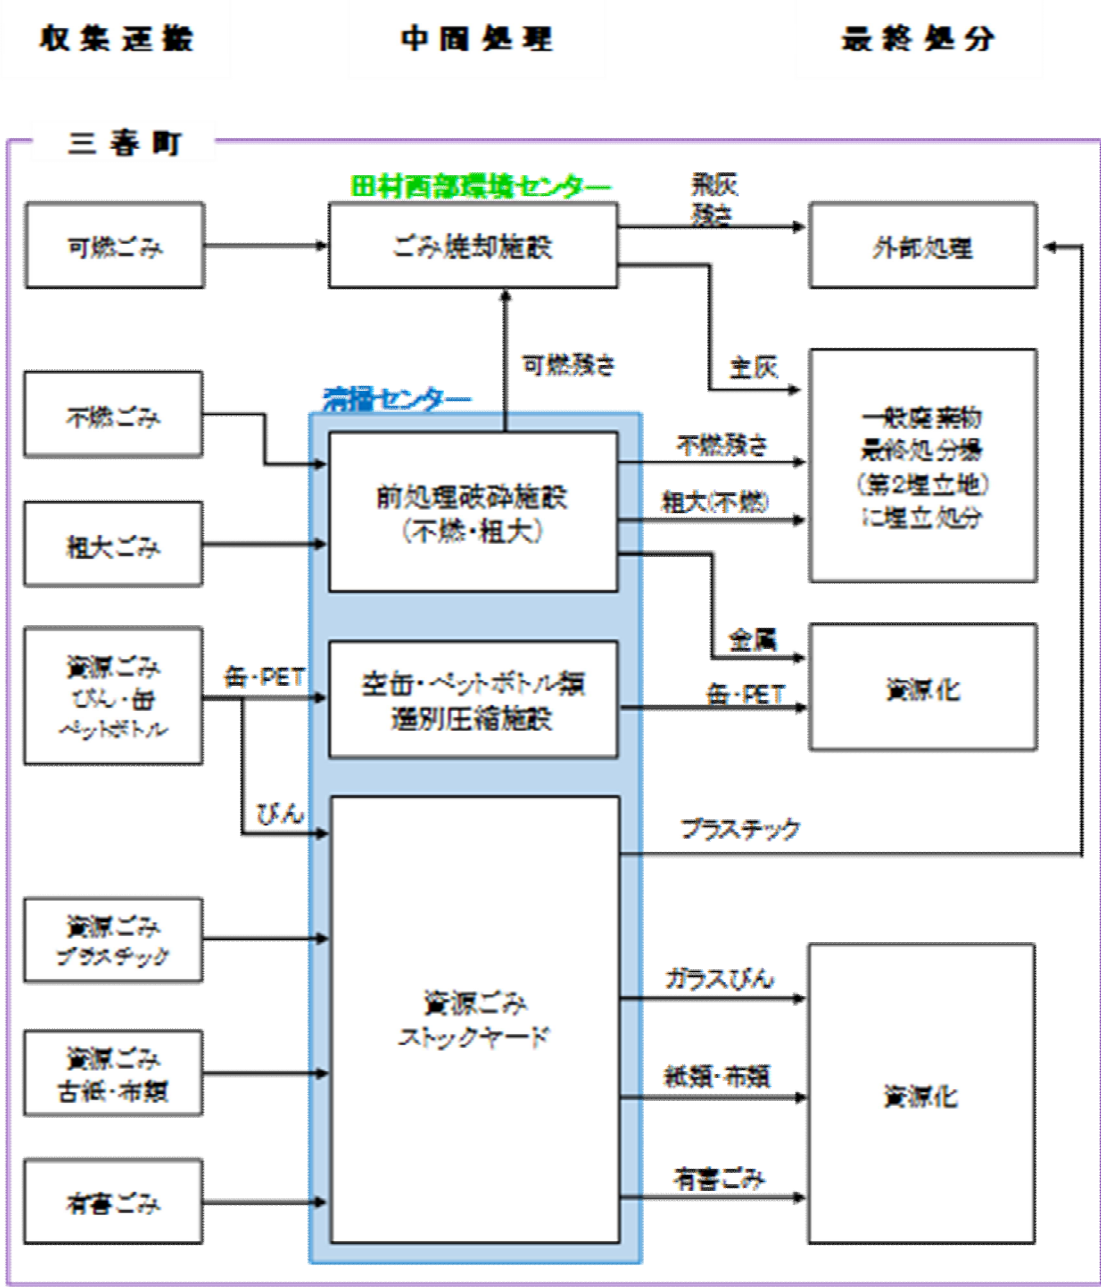 収集運搬
中間処理
最終処分
三春町
田村西部環境センター
可燃ごみ
ごみ焼却施設
飛灰
残さ
外部処理
可燃残さ
主灰
不燃ごみ
清掃センター
粗大ごみ
前処理破砕施設
(不燃・粗大)
不燃残さ
粗大(不燃)
一般廃棄物
最終処分場
(第2埋立地)
に埋立処分
資源ごみ
びん・缶
ペットボトル
缶・PET
びん
空缶・ペットボトル類
選別圧縮施設
金属
缶・PET
資源化
プラスチック
資源ごみ
プラスチック
資源ごみ
古紙・布類
有害ごみ
資源ごみ
ストックヤード
ガラスびん
紙類・布類
有害ごみ
資源化